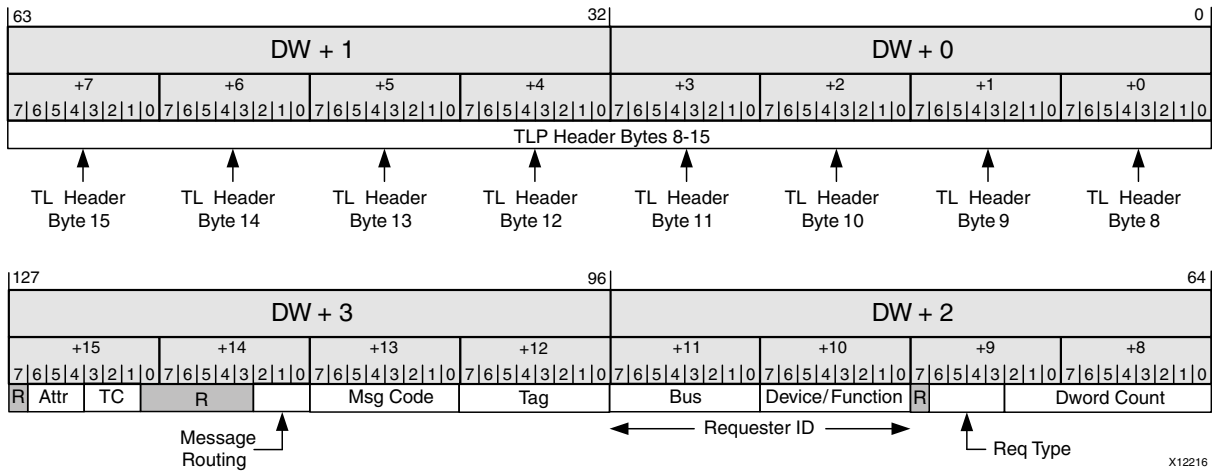 63 32 0
DW + 1 DW + 0
+7 +6 +5 +4 +3 +2 +1 +0
7 6 5 4 3 2 1 0 7 6 5 4 3 2 1 0 7 6 5 4 3 2 1 0 7 6 5 4 3 2 1 0 7 6 5 4 3 2 1 0 7 6 5 4 3 2 1 0 7 6 5 4 3 2 1 0 7 6 5 4 3 2 1 0
TLP Header Bytes 8-15
TL Header TL Header TL Header TL Header TL Header TL Header TL Header TL Header
Byte 15 Byte 14 Byte 13 Byte 12 Byte 11 Byte 10 Byte 9 Byte 8
127 96 64
DW + 3 DW + 2
+15 +14 +13 +12 +11 +10 +9 +8
7 6 5 4 3 2 1 0 7 6 5 4 3 2 1 0 7 6 5 4 3 2 1 0 7 6 5 4 3 2 1 0 7 6 5 4 3 2 1 0 7 6 5 4 3 2 1 0 7 6 5 4 3 2 1 0 7 6 5 4 3 2 1 0
R Attr TC R Msg Code Tag Bus Device/Function R Dword Count
Message Requester ID
Routing Req Type
X12216